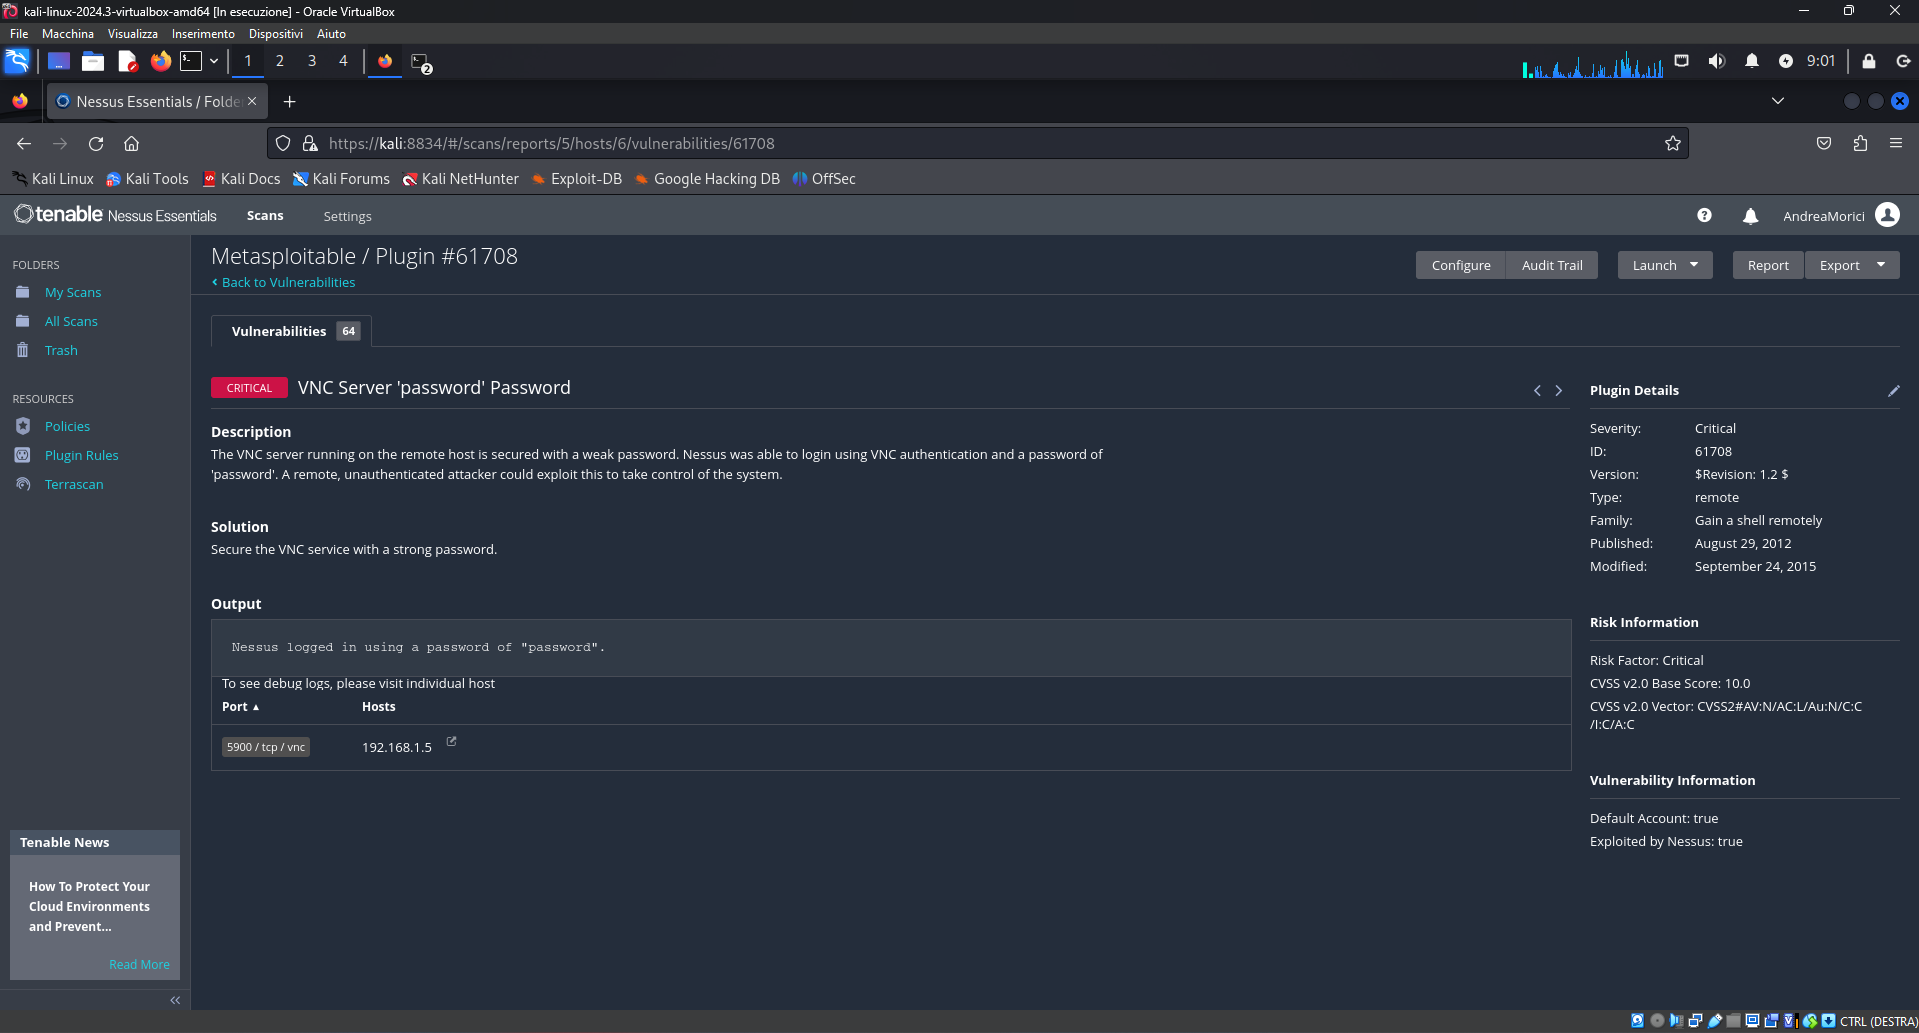 kali-linux-2024.3-virtualbox-amd64 [In esecuzione] - Oracle VirtualBox
File Macchina Visualizza Inserimento Dispositivi Aiuto
1 2 3 4 2 9:01
Nessus Essentials / Folde
https://kali:8834/#/scans/reports/5/hosts/6/vulnerabilities/61708
Kali Linux Kali Tools Kali Docs Kali Forums Kali NetHunter Exploit-DB Google Hacking DB OffSec
tenable Nessus Essentials Scans Settings AndreaMorici
FOLDERS
My Scans
All Scans
Trash
RESOURCES
Policies
Plugin Rules
Terrascan
Tenable News
How To Protect Your
Cloud Environments
and Prevent...
Read More
Metasploitable / Plugin #61708
Back to Vulnerabilities
Configure Audit Trail Launch Report Export
Vulnerabilities 64
CRITICAL VNC Server 'password' Password
Description
The VNC server running on the remote host is secured with a weak password. Nessus was able to login using VNC authentication and a password of
'password'. A remote, unauthenticated attacker could exploit this to take control of the system.
Solution
Secure the VNC service with a strong password.
Output
Nessus logged in using a password of "password".
To see debug logs, please visit individual host
Port ▲ Hosts
5900 / tcp / vnc 192.168.1.5
Plugin Details
Severity: Critical
ID: 61708
Version: $Revision: 1.2 $
Type: remote
Family: Gain a shell remotely
Published: August 29, 2012
Modified: September 24, 2015
Risk Information
Risk Factor: Critical
CVSS v2.0 Base Score: 10.0
CVSS v2.0 Vector: CVSS2#AV:N/AC:L/Au:N/C:C
/I:C/A:C
Vulnerability Information
Default Account: true
Exploited by Nessus: true
CTRL (DESTRA)